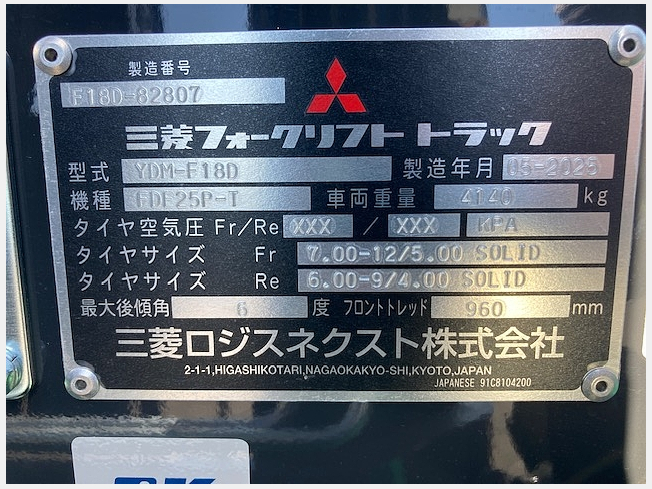 製造番号
F18D-82807
三菱フォークリフト トラック
型式 YDM-F18D 製造年月 05-2025
機種 FDF25P-T 車両重量 4140 kg
タイヤ空気圧 Fr/Re XXX / XXX KPA
タイヤサイズ Fr 7.00-12/5.00 SOLID
タイヤサイズ Re 6.00-9/4.00 SOLID
最大後傾角 6 度 フロントトレッド 960 mm
三菱ロジスネクスト株式会社
2-1-1,HIGASHIKOTARI,NAGAOKAKYO-SHI,KYOTO,JAPAN
JAPANESE 91C8104200